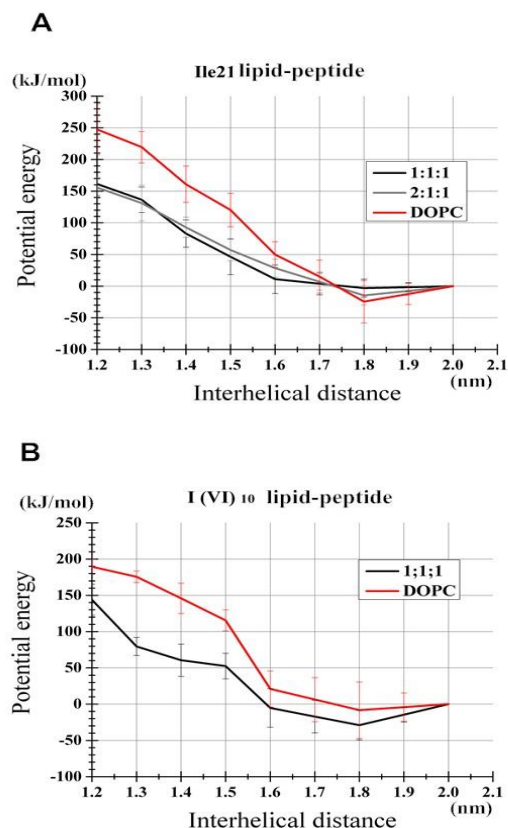 A
Ile21 lipid-peptide
(kJ/mol)
300
250
200
150
100
50
0
-50
-100
Potential energy
1:1:1
2:1:1
DOPC
1.2 1.3 1.4 1.5 1.6 1.7 1.8 1.9 2.0 2.1
(nm)
Interhelical distance
B
I (VI) 10 lipid-peptide
(kJ/mol)
250
200
150
100
50
0
-50
-100
Potential energy
1;1;1
DOPC
1.2 1.3 1.4 1.5 1.6 1.7 1.8 1.9 2.0 2.1
(nm)
Interhelical distance